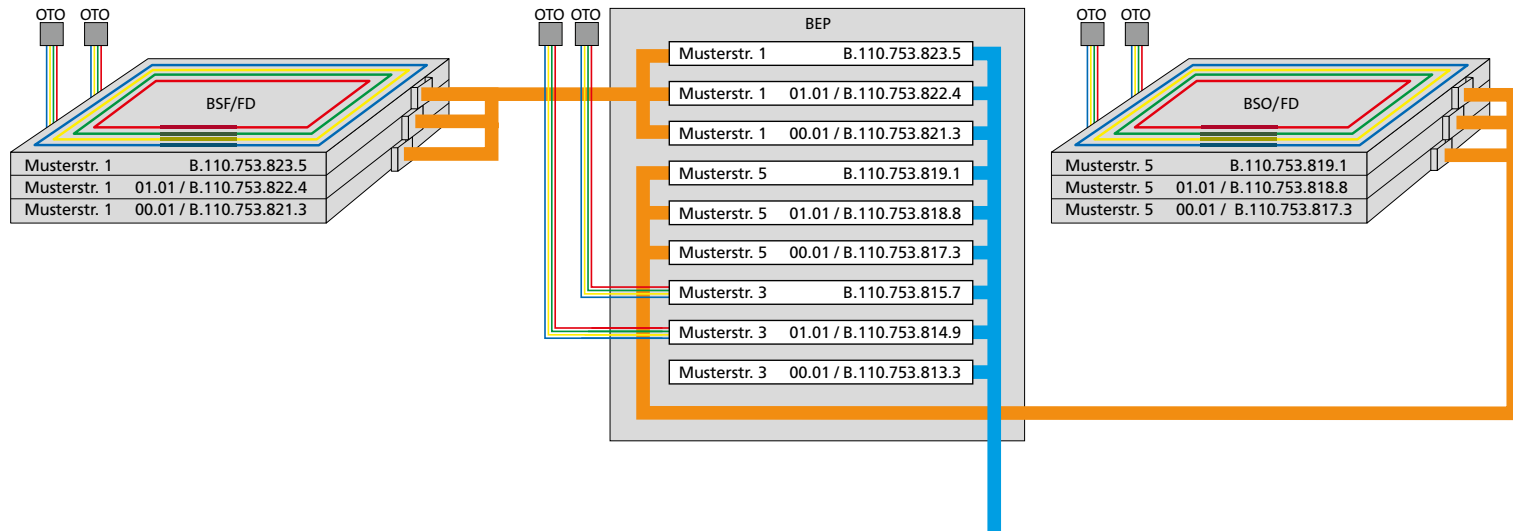 OTO OTO
BSF/FD
Musterstr. 1 B.110.753.823.5
Musterstr. 1 01.01 / B.110.753.822.4
Musterstr. 1 00.01 / B.110.753.821.3
OTO OTO
BEP
Musterstr. 1 B.110.753.823.5
Musterstr. 1 01.01 / B.110.753.822.4
Musterstr. 1 00.01 / B.110.753.821.3
Musterstr. 5 B.110.753.819.1
Musterstr. 5 01.01 / B.110.753.818.8
Musterstr. 5 00.01 / B.110.753.817.3
Musterstr. 3 B.110.753.815.7
Musterstr. 3 01.01 / B.110.753.814.9
Musterstr. 3 00.01 / B.110.753.813.3
OTO OTO
BSO/FD
Musterstr. 5 B.110.753.819.1
Musterstr. 5 01.01 / B.110.753.818.8
Musterstr. 5 00.01 / B.110.753.817.3